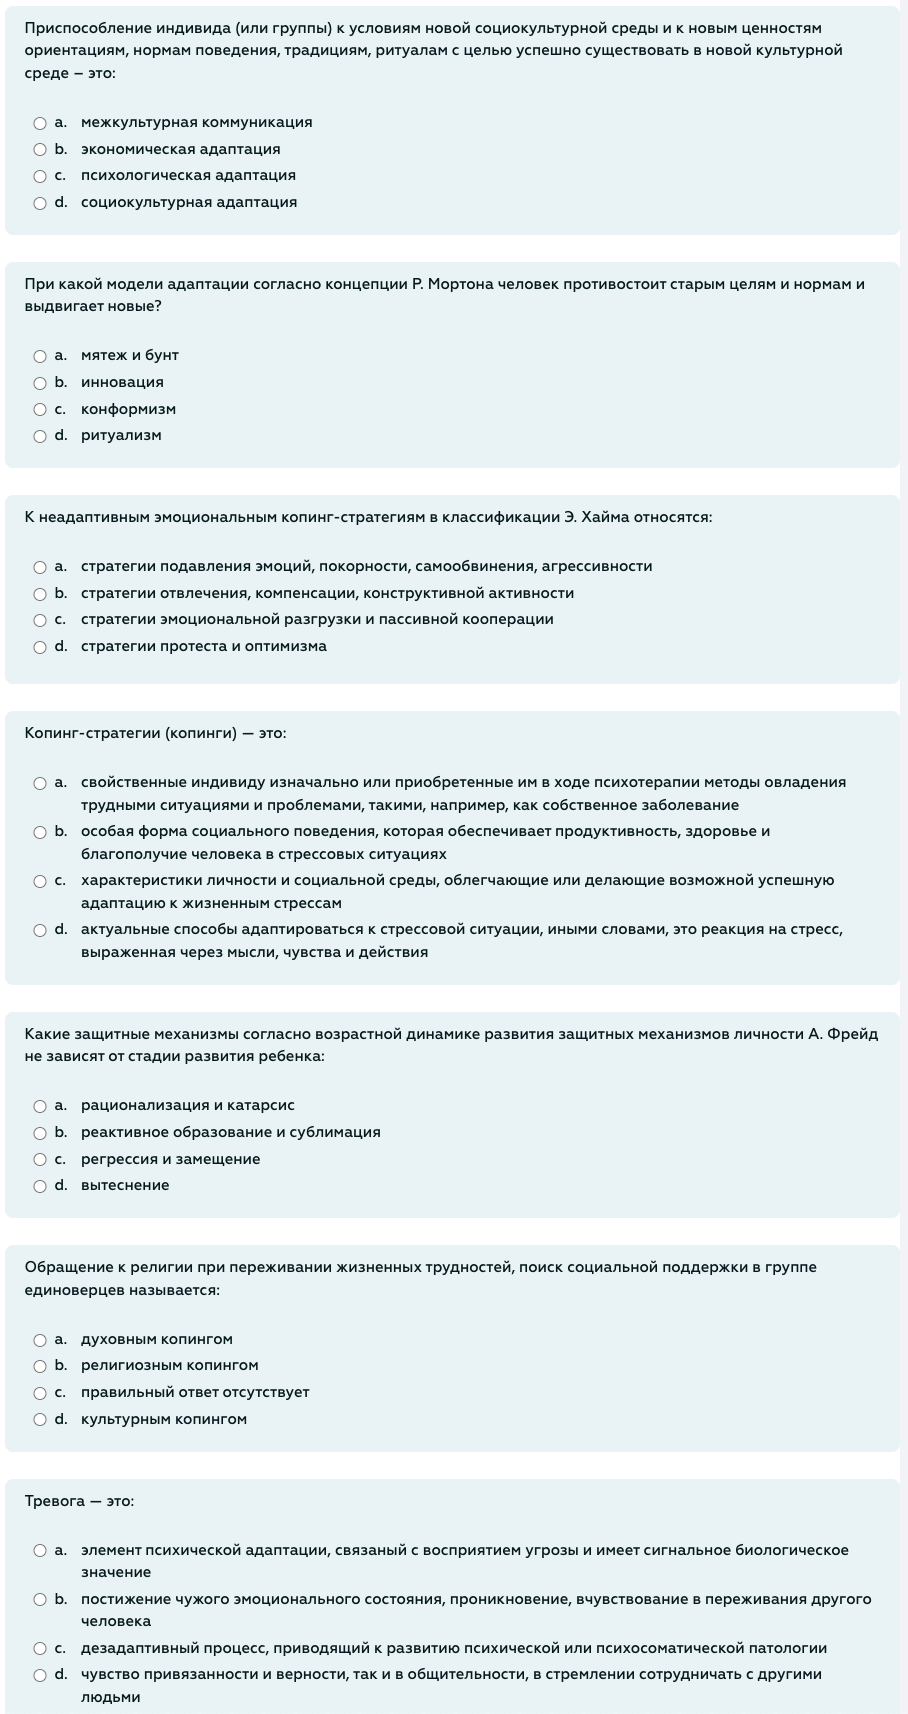 Приспособление индивида (или группы) к условиям новой социокультурной среды и к новым ценностям
ориентациям, нормам поведения, традициям, ритуалам с целью успешно существовать в новой культурной
среде – это:
a. межкультурная коммуникация
b. экономическая адаптация
c. психологическая адаптация
d. социокультурная адаптация
При какой модели адаптации согласно концепции Р. Мортона человек противостоит старым целям и нормам и
выдвигает новые?
a. мятеж и бунт
b. инновация
c. конформизм
d. ритуализм
К неадаптивным эмоциональным копинг-стратегиям в классификации Э. Хайма относятся:
a. стратегии подавления эмоций, покорности, самообвинения, агрессивности
b. стратегии отвлечения, компенсации, конструктивной активности
c. стратегии эмоциональной разгрузки и пассивной кооперации
d. стратегии протеста и оптимизма
Копинг-стратегии (копинги) — это:
a. свойственные индивиду изначально или приобретенные им в ходе психотерапии методы овладения
трудными ситуациями и проблемами, такими, например, как собственное заболевание
b. особая форма социального поведения, которая обеспечивает продуктивность, здоровье и
благополучие человека в стрессовых ситуациях
c. характеристики личности и социальной среды, облегчающие или делающие возможной успешную
адаптацию к жизненным стрессам
d. актуальные способы адаптироваться к стрессовой ситуации, иными словами, это реакция на стресс,
выраженная через мысли, чувства и действия
Какие защитные механизмы согласно возрастной динамике развития защитных механизмов личности А. Фрейд
не зависят от стадии развития ребенка:
a. рационализация и катарсис
b. реактивное образование и сублимация
c. регрессия и замещение
d. вытеснение
Обращение к религии при переживании жизненных трудностей, поиск социальной поддержки в группе
единоверцев называется:
a. духовным копингом
b. религиозным копингом
c. правильный ответ отсутствует
d. культурным копингом
Тревога — это:
a. элемент психической адаптации, связаный с восприятием угрозы и имеет сигнальное биологическое
значение
b. постижение чужого эмоционального состояния, проникновение, вчувствование в переживания другого
человека
c. дезадаптивный процесс, приводящий к развитию психической или психосоматической патологии
d. чувство привязанности и верности, так и в общительности, в стремлении сотрудничать с другими
людьми